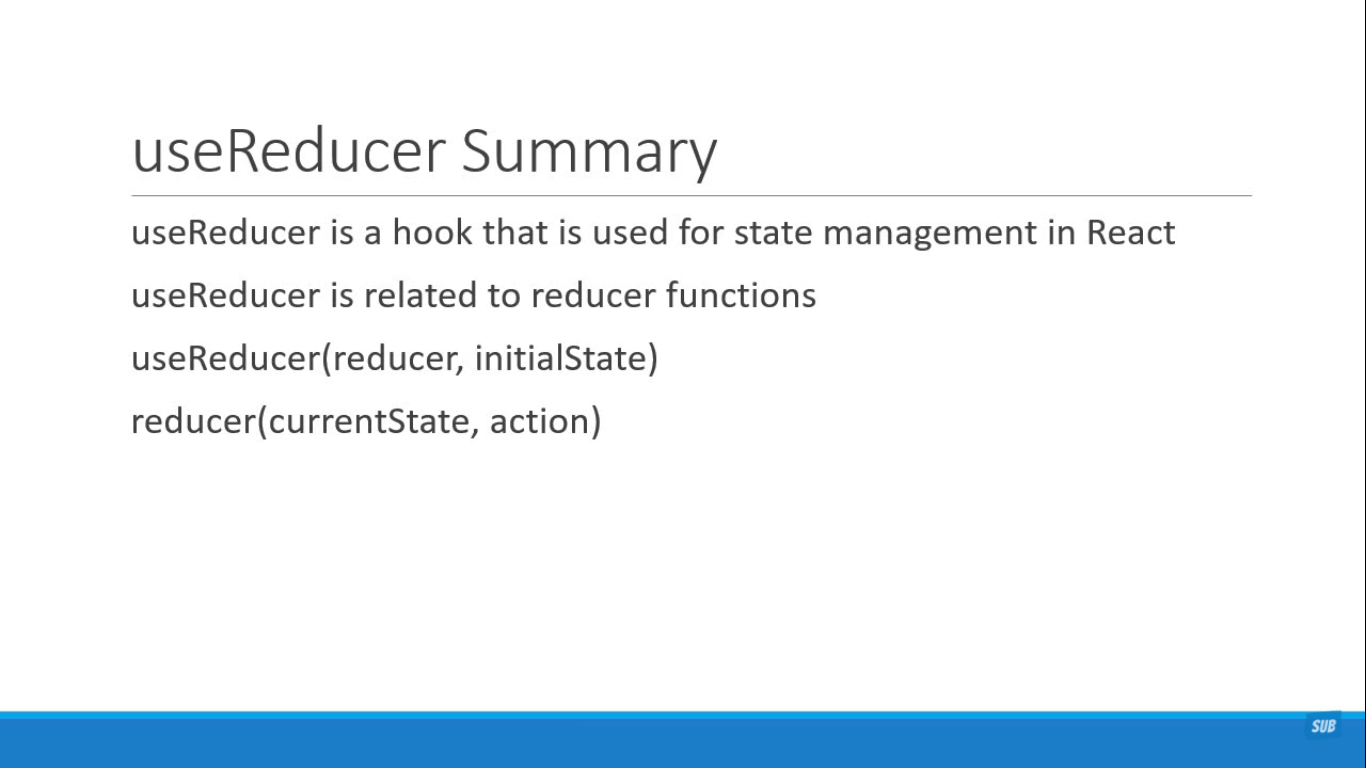 useReducer Summary
useReducer is a hook that is used for state management in React
useReducer is related to reducer functions
useReducer(reducer, initialState)
reducer(currentState, action)
SUB